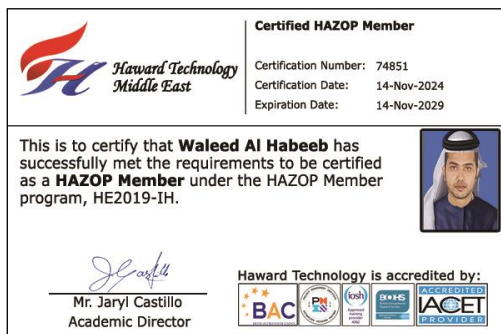 Haward Technology
Middle East
Certified HAZOP Member
Certification Number: 74851
Certification Date: 14-Nov-2024
Expiration Date: 14-Nov-2029
This is to certify that Waleed Al Habeeb has
successfully met the requirements to be certified
as a HAZOP Member under the HAZOP Member
program, HE2019-IH.
Mr. Jaryl Castillo
Academic Director
Haward Technology is accredited by:
BAC
iosh
BOHS
ACCREDITED
IACET
PROVIDER